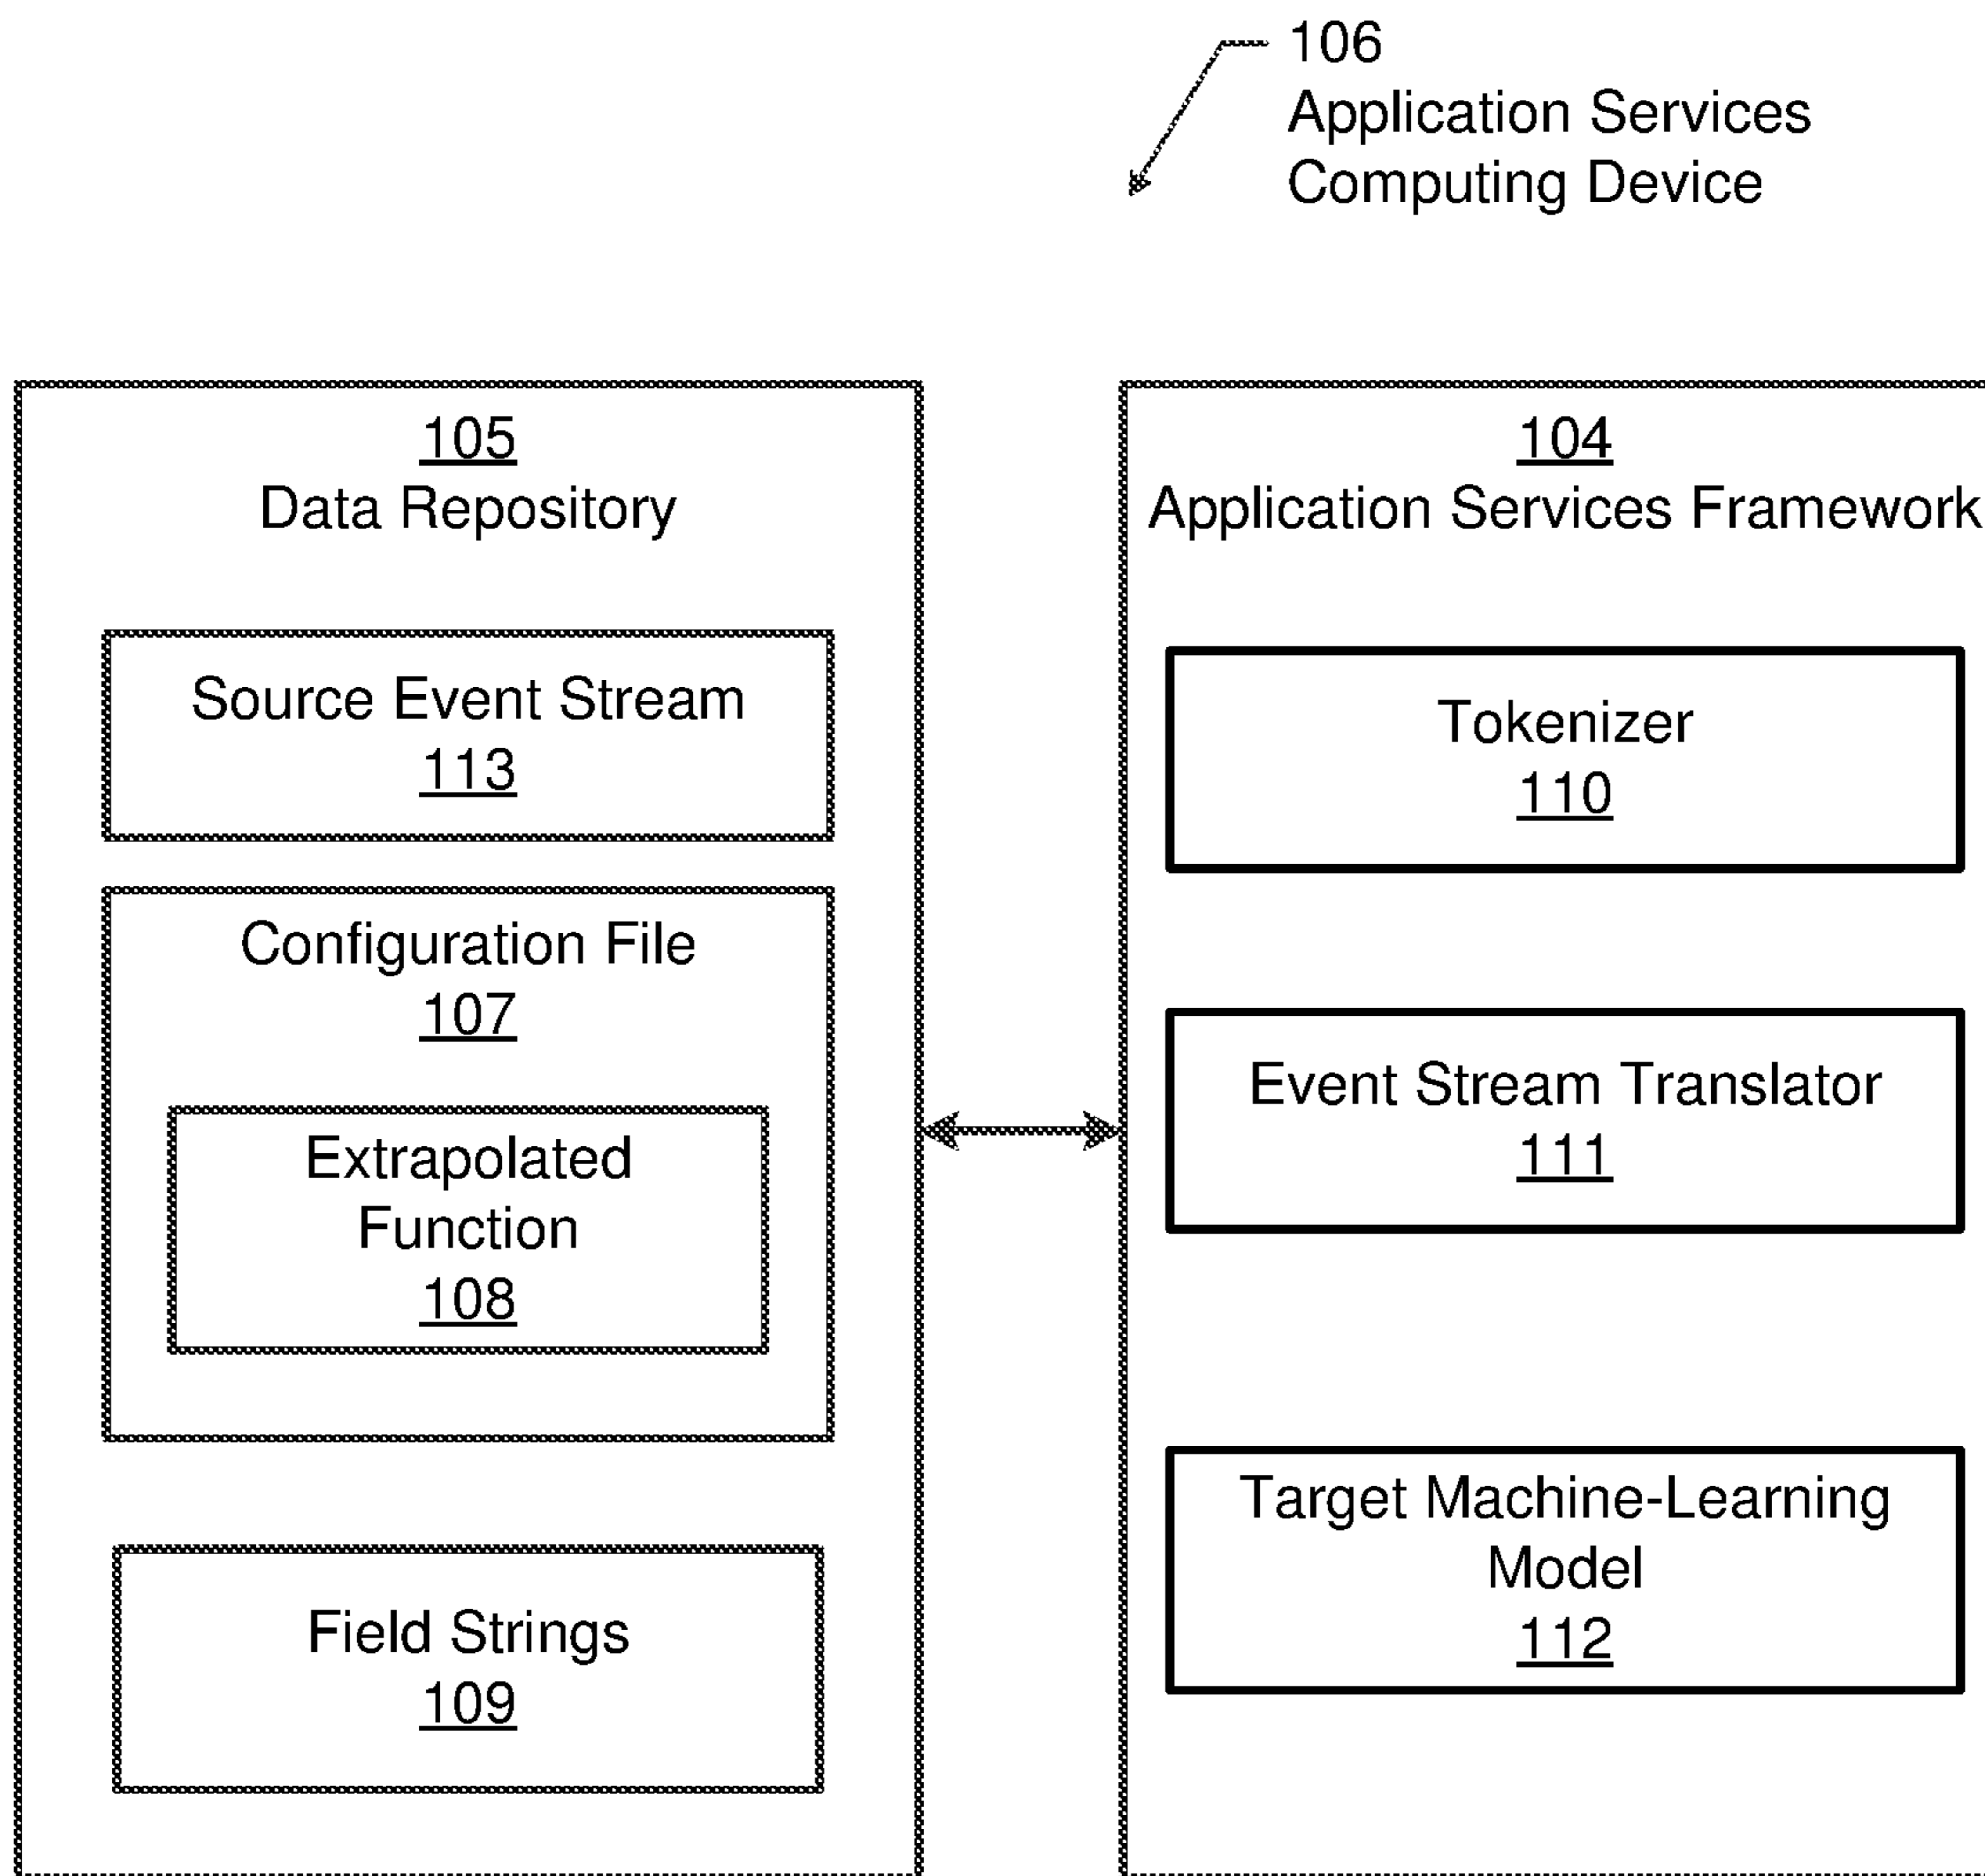 106
Application Services
Computing Device
105
Data Repository
Source Event Stream
113
Configuration File
107
Extrapolated
Function
108
Field Strings
109
104
Application Services Framework
Tokenizer
110
Event Stream Translator
111
Target Machine-Learning
Model
112